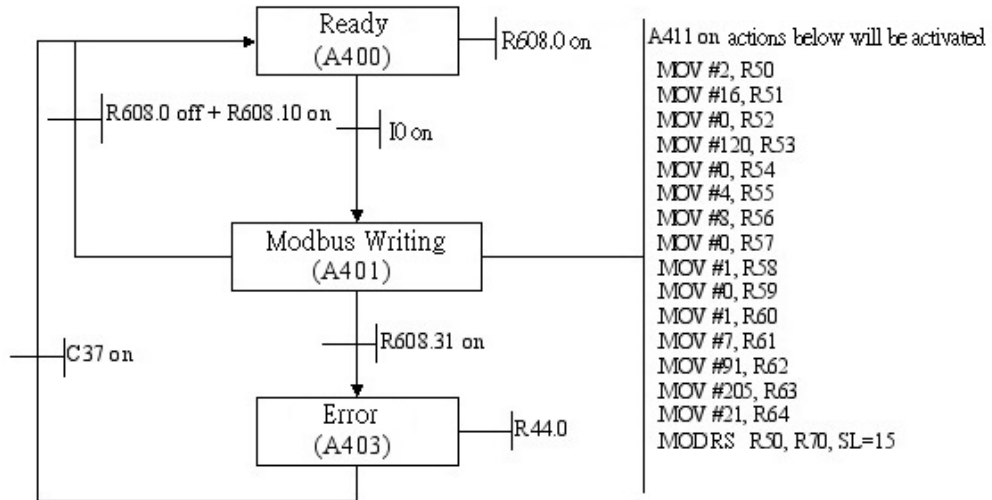 Ready
(A400)
R608.0 on
R608.0 off + R608.10 on
I0 on
Modbus Writing
(A401)
C37 on
R608.31 on
Error
(A403)
R44.0
A411 on actions below will be activated
MOV #2, R50
MOV #16, R51
MOV #0, R52
MOV #120, R53
MOV #0, R54
MOV #4, R55
MOV #8, R56
MOV #0, R57
MOV #1, R58
MOV #0, R59
MOV #1, R60
MOV #7, R61
MOV #91, R62
MOV #205, R63
MOV #21, R64
MODRS R50, R70, SL=15